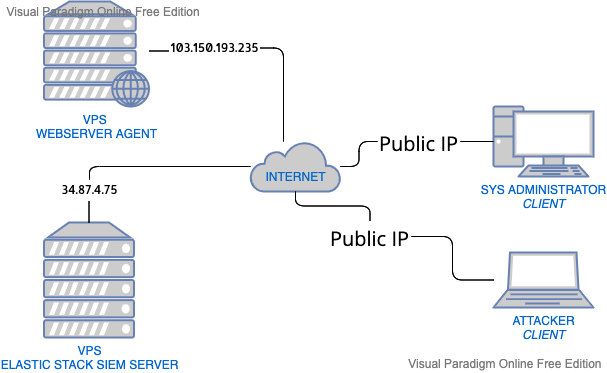 Visual Paradigm Online Free Edition
103.150.193.235
VPS
WEBSERVER AGENT
Public IP
INTERNET
SYS ADMINISTRATOR
CLIENT
34.87.4.75
Public IP
ATTACKER
CLIENT
VPS
ELASTIC STACK SIEM SERVER
Visual Paradigm Online Free Edition